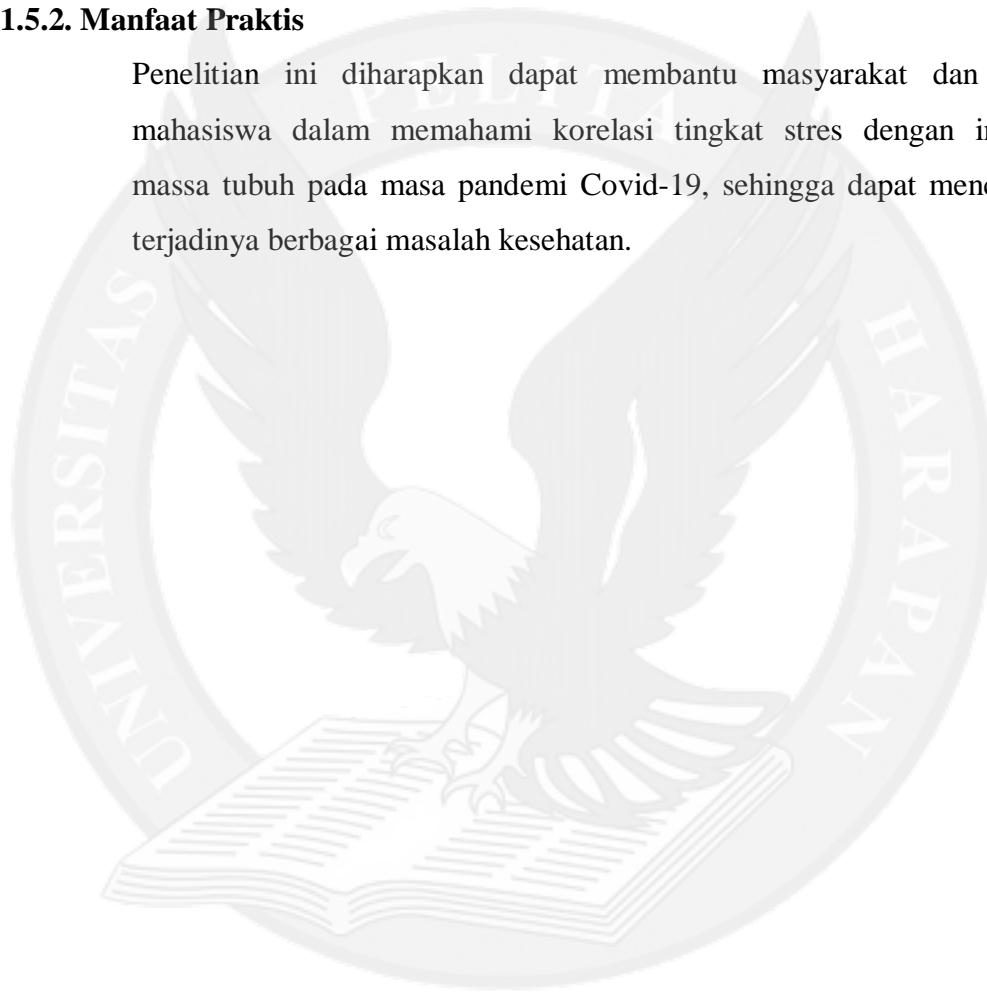 1.5.2. Manfaat Praktis
Penelitian ini diharapkan dapat membantu masyarakat dan
mahasiswa dalam memahami korelasi tingkat stres dengan
massa tubuh pada masa pandemi Covid-19, sehingga dapat
terjadinya berbagai masalah kesehatan.
UNIVERSITAS PELITA HARAPAN